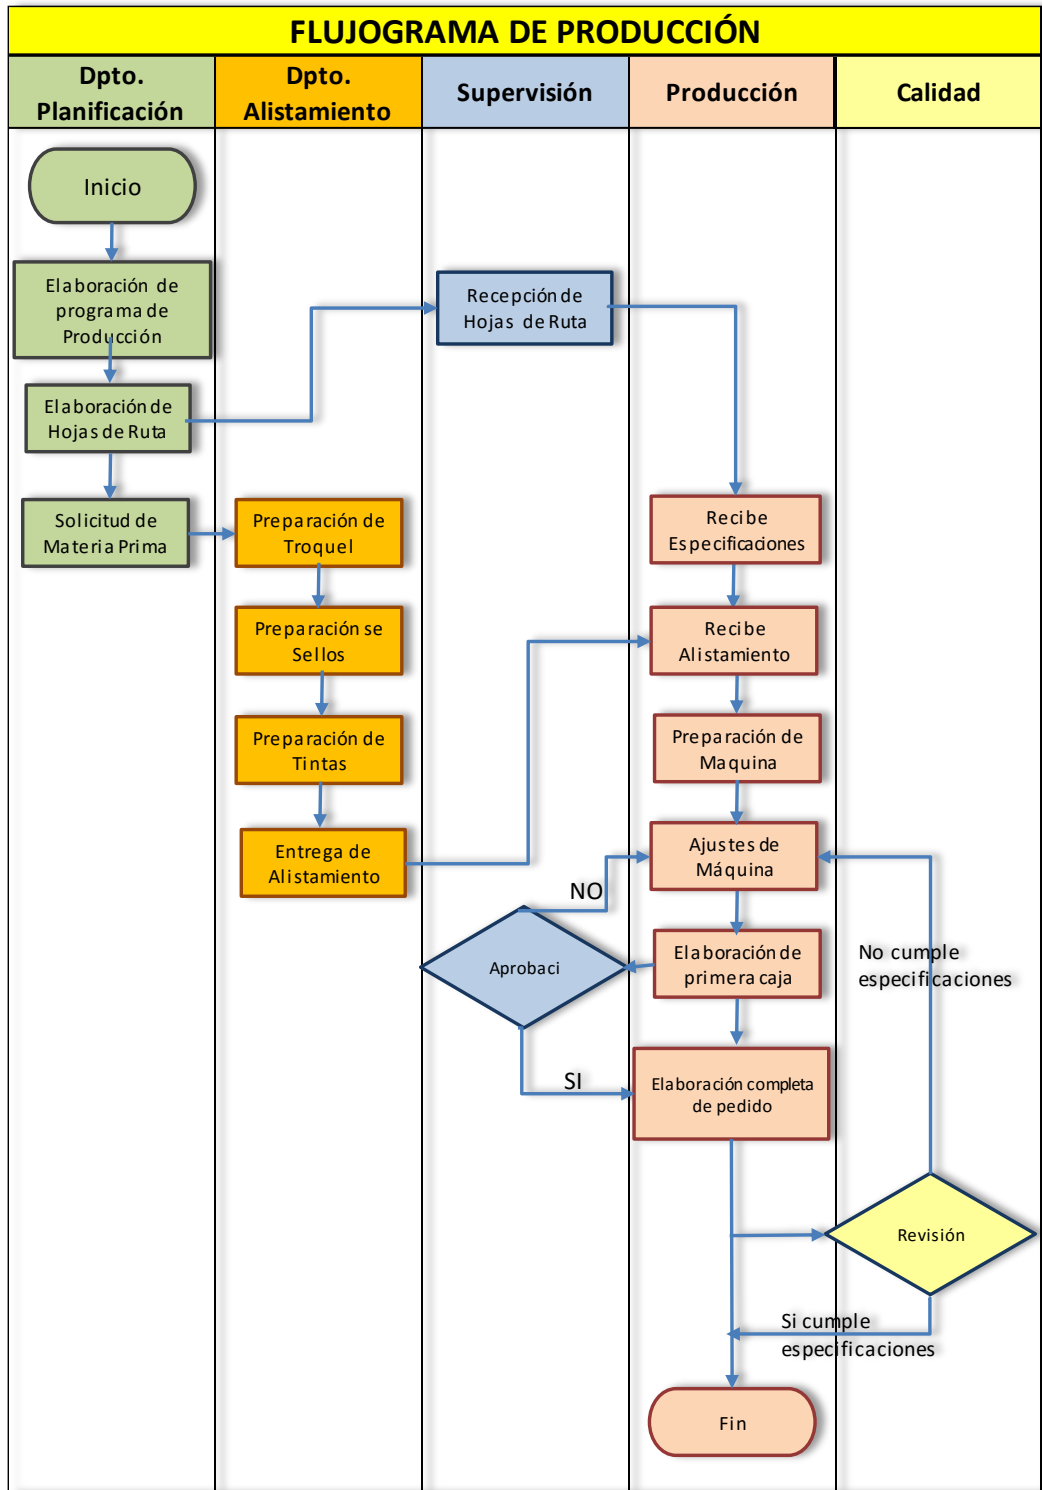 FLUJOGRAMA DE PRODUCCIÓN
Dpto.
Planificación
Dpto.
Alistamiento
Supervisión
Producción
Calidad
Inicio
Elaboración de
programa de
Producción
Recepción de
Hojas de Ruta
Elaboración de
Hojas de Ruta
Solicitud de
Materia Prima
Preparación de
Troquel
Recibe
Especificaciones
Preparación se
Sellos
Recibe
Alistamiento
Preparación de
Tintas
Preparación de
Maquina
Entrega de
Alistamiento
Ajustes de
Máquina
NO
Aprobaci
Elaboración de
primera caja
No cumple
especificaciones
SI
Elaboración completa
de pedido
Revisión
Si cumple
especificaciones
Fin